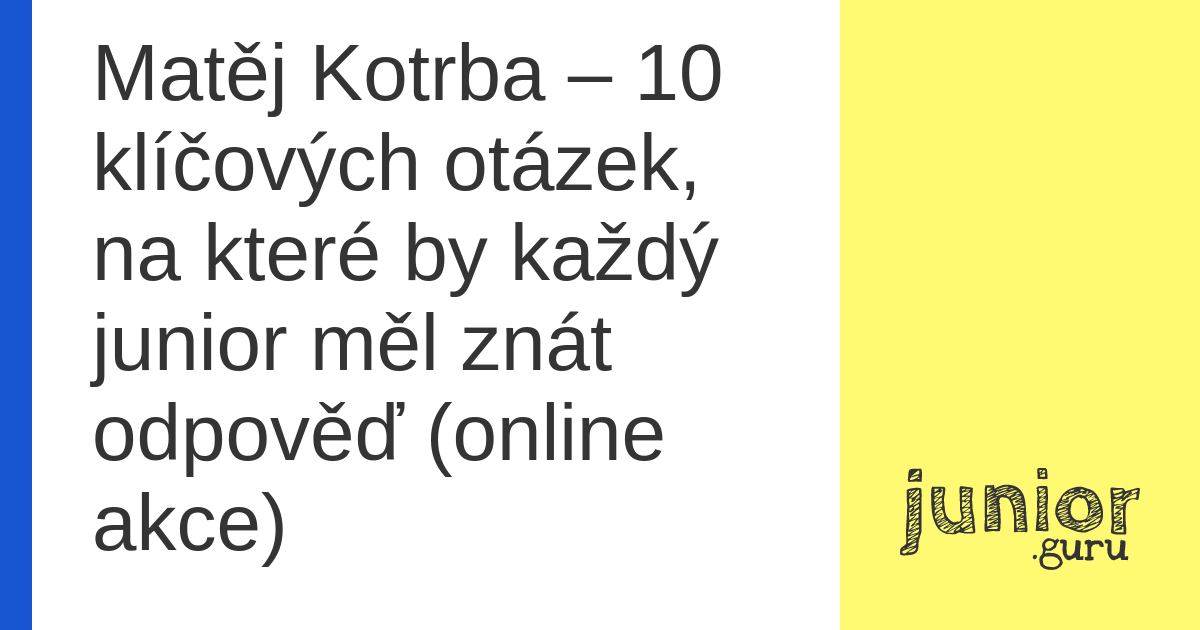 Matěj Kotrba – 10
klíčových otázek,
na které by každý
junior měl znát
odpověď (online
akce)
junior
.guru